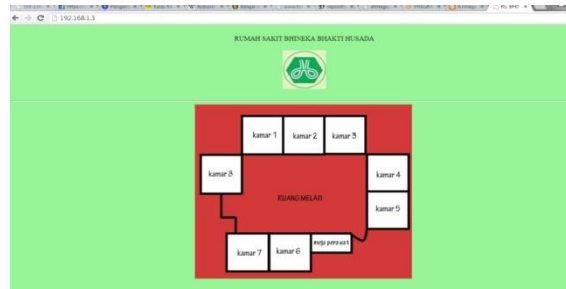 192.168.1.3
RUMAH SAKIT BHINEKA BHAKTI HUSADA
kamar 1 kamar 2 kamar 3
kamar 8 kamar 4
RUANG MELATI
kamar 5
meja perawat
kamar 7 kamar 6